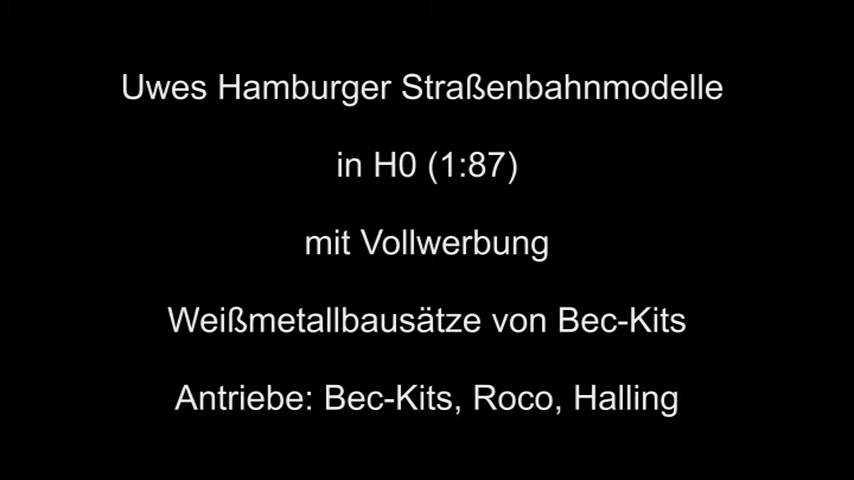 Uwes Hamburger Straßenbahnmodelle
in H0 (1:87)
mit Vollwerbung
Weißmetallbausätze von Bec-Kits
Antriebe: Bec-Kits, Roco, Halling